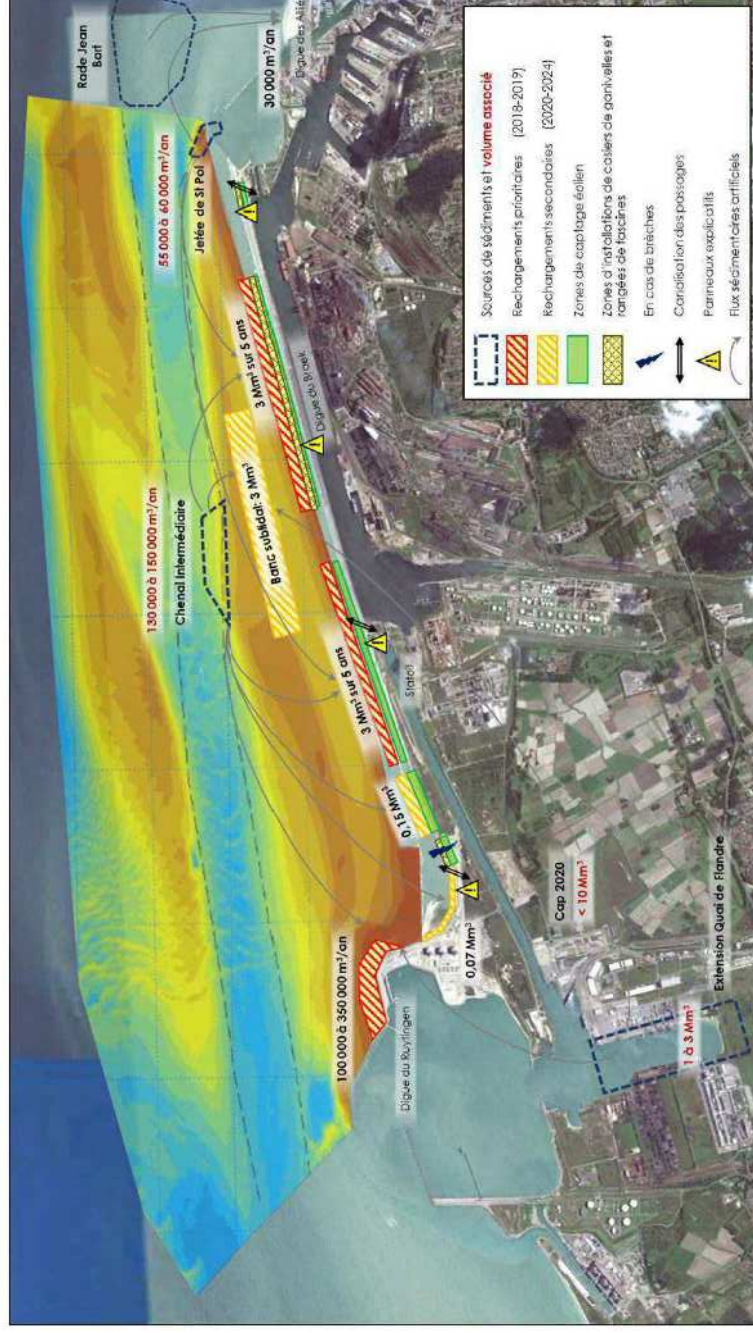 Rade Jean
Bart
30 000 m³/an
Digue des Alliés
55 000 à 60 000 m³/an
Jetée de St Pol
130 000 à 150 000 m³/an
Chenal Intermédiaire
3 Mm³ sur 5 ans
Digue du Braek
Banc subtidal: 3 Mm³
3 Mm³ sur 5 ans
Statoil
0,15 Mm³
100 000 à 350 000 m³/an
0,07 Mm³
Digue du Ruytingen
Cap 2020
< 10 Mm³
Extension Quai de Flandre
1 à 3 Mm³
Sources de sédiments et volume associé
Rechargements prioritaires (2018-2019)
Rechargements secondaires (2020-2024)
Zones de captage éolien
Zones d'installations de casiers de ganivelles et
rangées de fascines
En cas de brèches
Canalisation des passages
Panneaux explicatifs
Flux sédimentaires artificiels